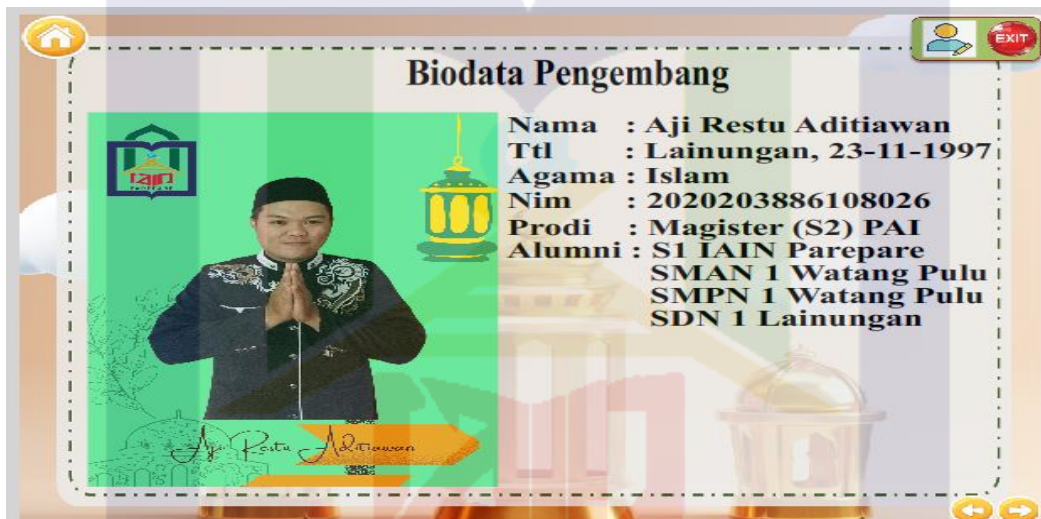 EXIT
Biodata Pengembang
Nama : Aji Restu Aditiawan
Ttl : Lainungan, 23-11-1997
Agama : Islam
Nim : 2020203886108026
Prodi : Magister (S2) PAI
Alumni : S1 IAIN Parepare
SMAN 1 Watang Pulu
SMPN 1 Watang Pulu
SDN 1 Lainungan
IAIN
PAREPARE
Aji Restu Aditiawan